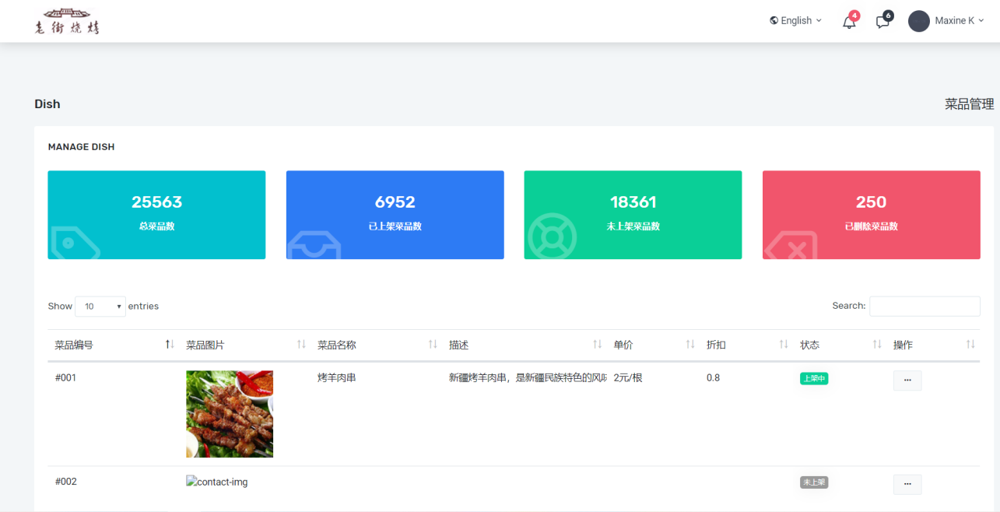 老街烧烤
English
4
6
Maxine K
Dish
菜品管理
MANAGE DISH
25563
总菜品数
6952
已上架菜品数
18361
未上架菜品数
250
已删除菜品数
Show 10 entries
Search:
菜品编号 菜品图片 菜品名称 描述 单价 折扣 状态 操作
#001 烤羊肉串 新疆烤羊肉串，是新疆民族特色的风味 2元/根 0.8 上架中 ...
#002 contact-img 未上架 ...